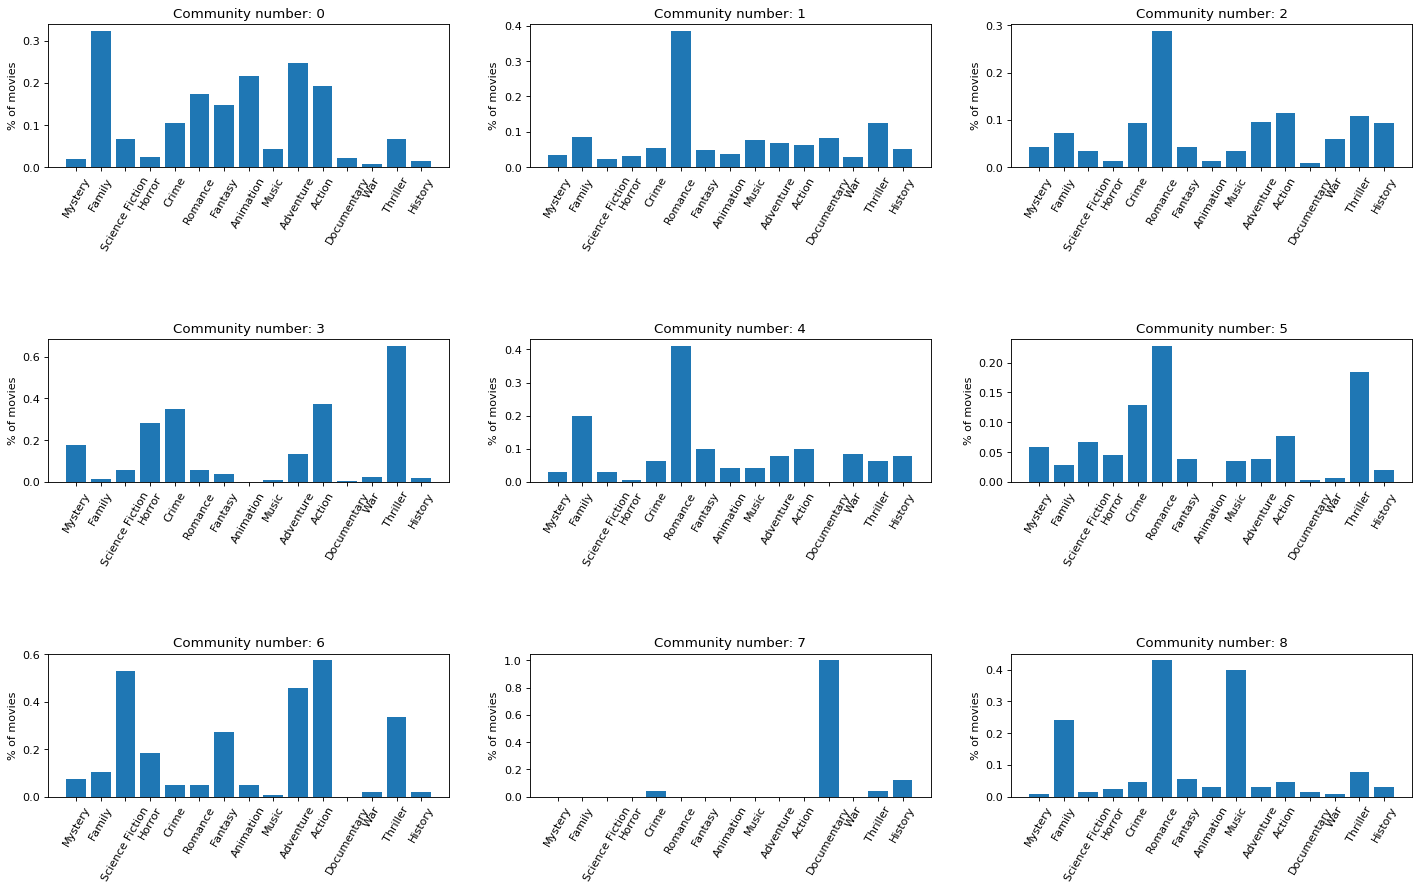 Community number: 0
% of movies
0.3
0.2
0.1
0.0
Mystery
Family
Science Fiction
Horror
Crime
Romance
Fantasy
Animation
Music
Adventure
Action
Documentary
War
Thriller
History
Community number: 1
% of movies
0.4
0.3
0.2
0.1
0.0
Mystery
Family
Science Fiction
Horror
Crime
Romance
Fantasy
Animation
Music
Adventure
Action
Documentary
War
Thriller
History
Community number: 2
% of movies
0.3
0.2
0.1
0.0
Mystery
Family
Science Fiction
Horror
Crime
Romance
Fantasy
Animation
Music
Adventure
Action
Documentary
War
Thriller
History
Community number: 3
% of movies
0.6
0.4
0.2
0.0
Mystery
Family
Science Fiction
Horror
Crime
Romance
Fantasy
Animation
Music
Adventure
Action
Documentary
War
Thriller
History
Community number: 4
% of movies
0.4
0.3
0.2
0.1
0.0
Mystery
Family
Science Fiction
Horror
Crime
Romance
Fantasy
Animation
Music
Adventure
Action
Documentary
War
Thriller
History
Community number: 5
% of movies
0.20
0.15
0.10
0.05
0.00
Mystery
Family
Science Fiction
Horror
Crime
Romance
Fantasy
Animation
Music
Adventure
Action
Documentary
War
Thriller
History
Community number: 6
% of movies
0.6
0.4
0.2
0.0
Mystery
Family
Science Fiction
Horror
Crime
Romance
Fantasy
Animation
Music
Adventure
Action
Documentary
War
Thriller
History
Community number: 7
% of movies
1.0
0.8
0.6
0.4
0.2
0.0
Mystery
Family
Science Fiction
Horror
Crime
Romance
Fantasy
Animation
Music
Adventure
Action
Documentary
War
Thriller
History
Community number: 8
% of movies
0.4
0.3
0.2
0.1
0.0
Mystery
Family
Science Fiction
Horror
Crime
Romance
Fantasy
Animation
Music
Adventure
Action
Documentary
War
Thriller
History